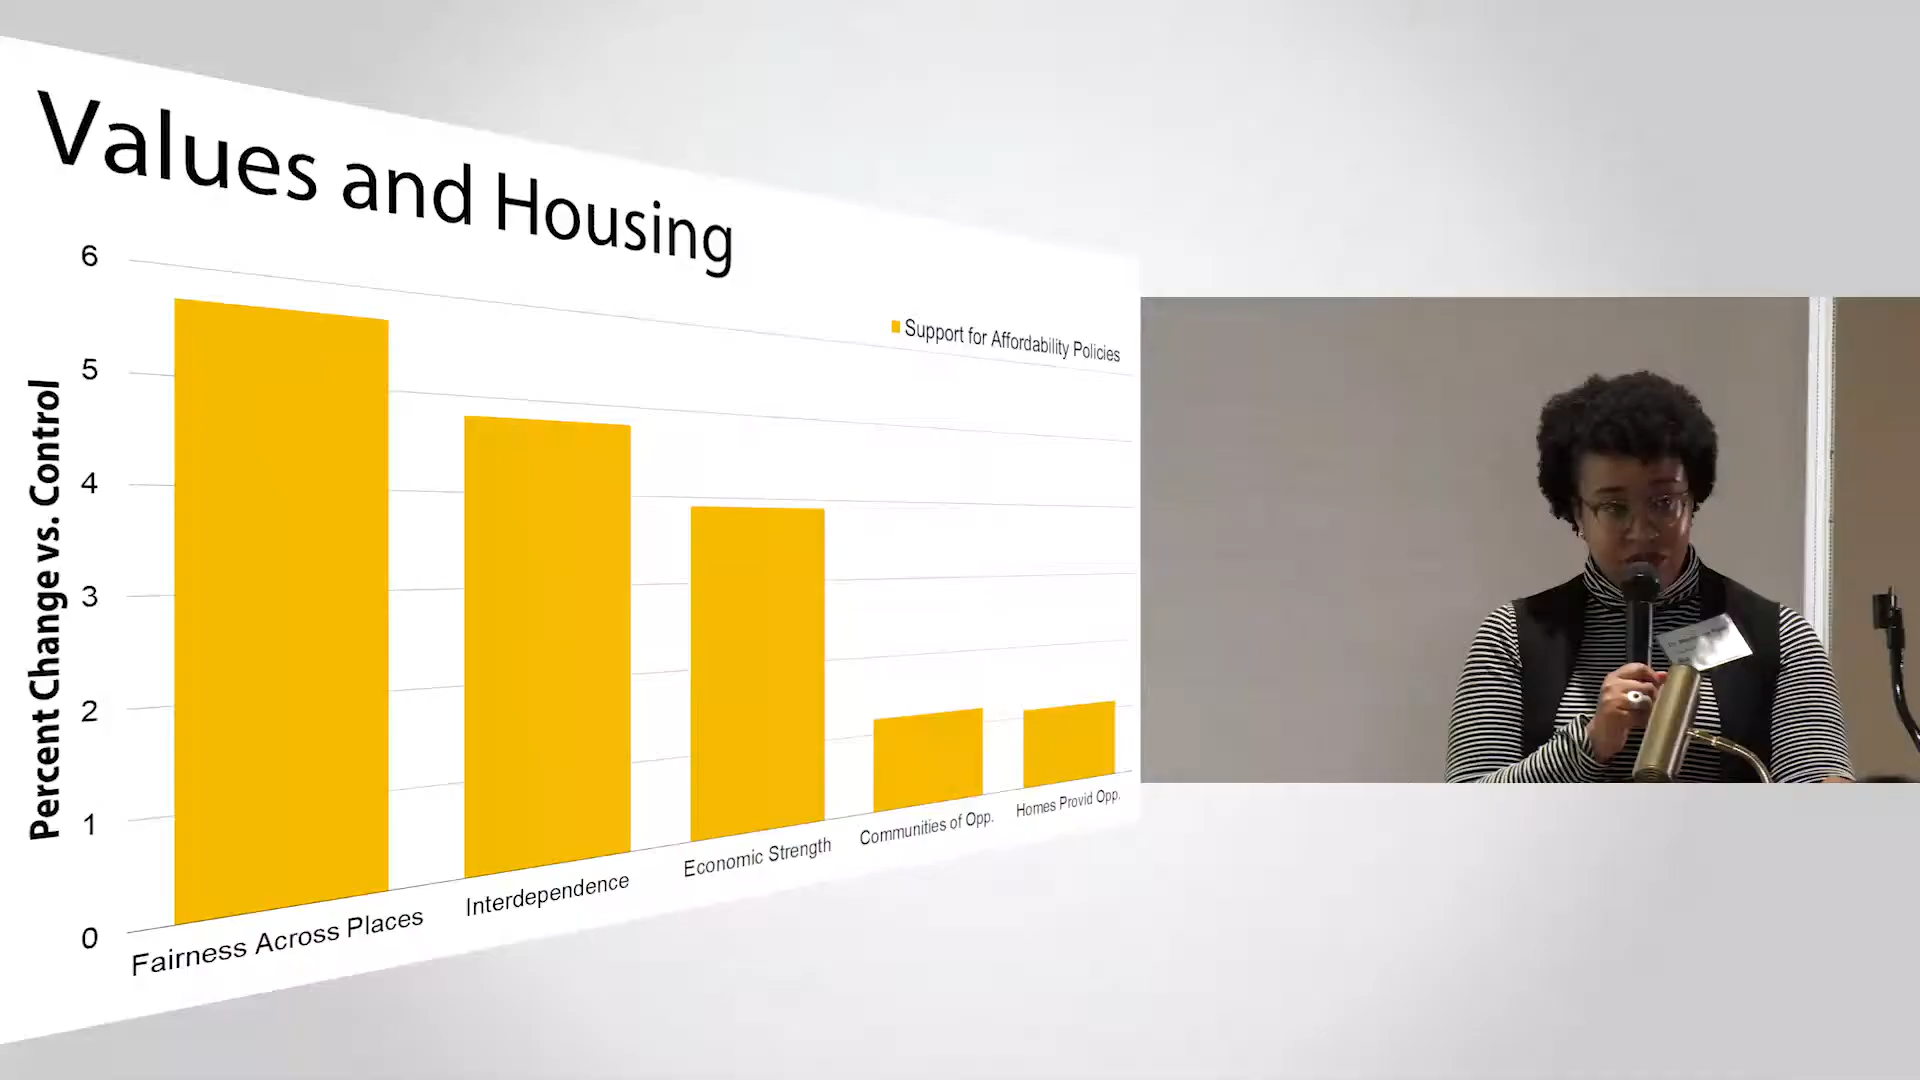 Values and Housing
Support for Affordability Policies
Percent Change vs. Control
6
5
4
3
2
1
0
Fairness Across Places
Interdependence
Economic Strength
Communities of Opp.
Homes Provid Opp.